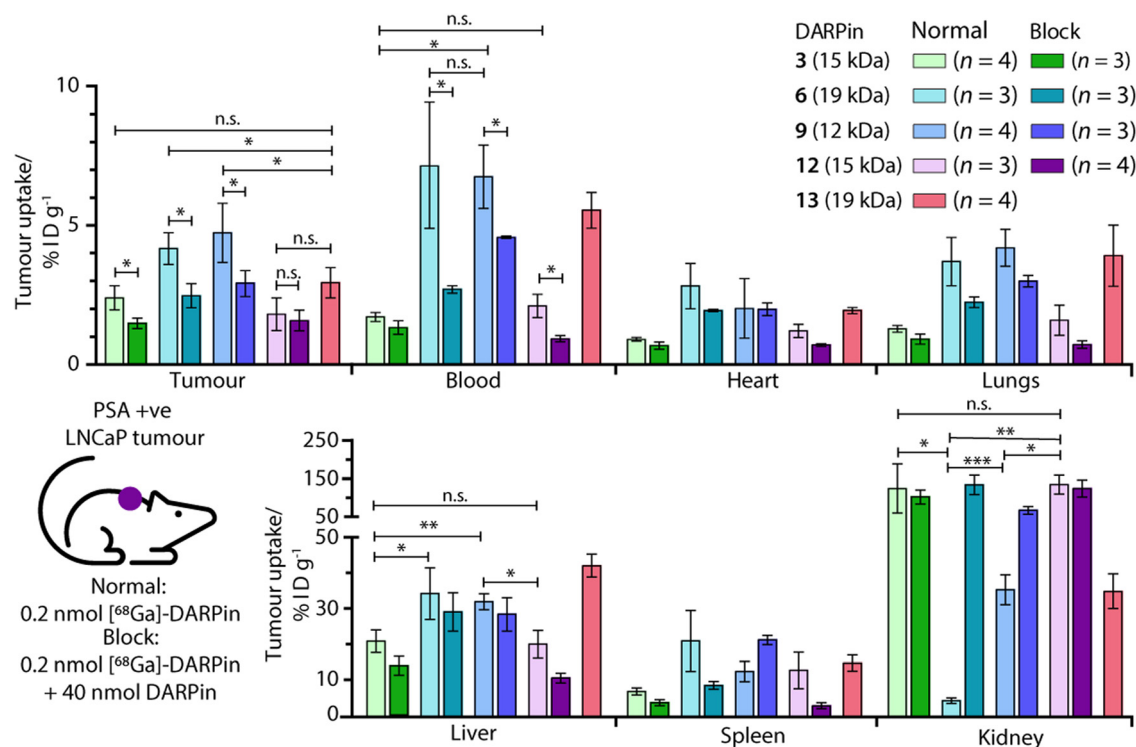 DARPin Normal Block
3 (15 kDa) (n = 4) (n = 3)
6 (19 kDa) (n = 3) (n = 3)
9 (12 kDa) (n = 4) (n = 3)
12 (15 kDa) (n = 3) (n = 4)
13 (19 kDa) (n = 4)
Tumour uptake/
% ID g⁻¹
10
5
0
n.s.
*
*
*
*
*
n.s.
n.s.
n.s.
*
n.s.
*
*
*
Tumour Blood Heart Lungs
PSA +ve
LNCaP tumour
Normal:
0.2 nmol [⁶⁸Ga]-DARPin
Block:
0.2 nmol [⁶⁸Ga]-DARPin
+ 40 nmol DARPin
Tumour uptake/
% ID g⁻¹
250
150
50
50
30
10
0
n.s.
**
*
*
n.s.
**
*
***
*
Liver Spleen Kidney